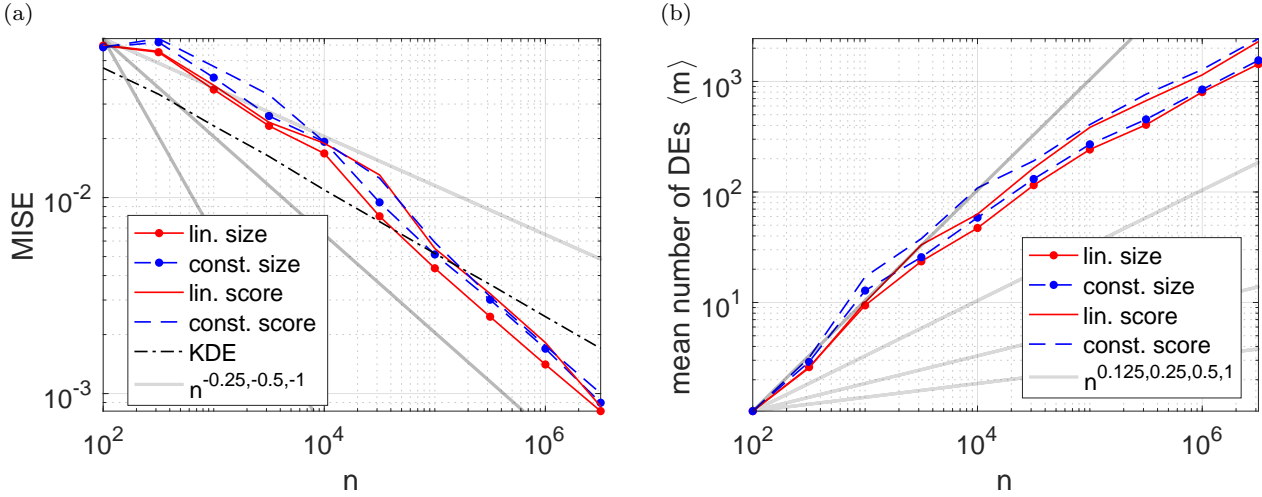 (a)
MISE
10^-2
10^-3
lin. size
const. size
lin. score
const. score
KDE
n^-0.25,-0.5,-1
10^2
10^4
10^6
n
(b)
mean number of DEs ⟨m⟩
10^3
10^2
10^1
lin. size
const. size
lin. score
const. score
n^0.125,0.25,0.5,1
10^2
10^4
10^6
n